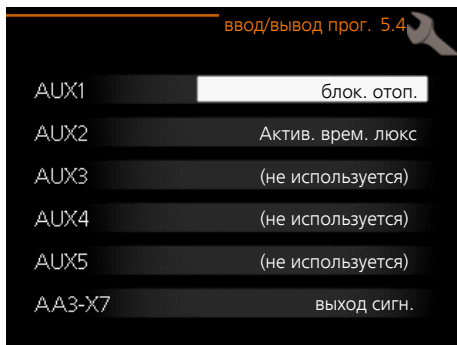 ввод/вывод прог. 5.4
AUX1 блок. отоп.
AUX2 Актив. врем. люкс
AUX3 (не используется)
AUX4 (не используется)
AUX5 (не используется)
AA3-X7 выход сигн.